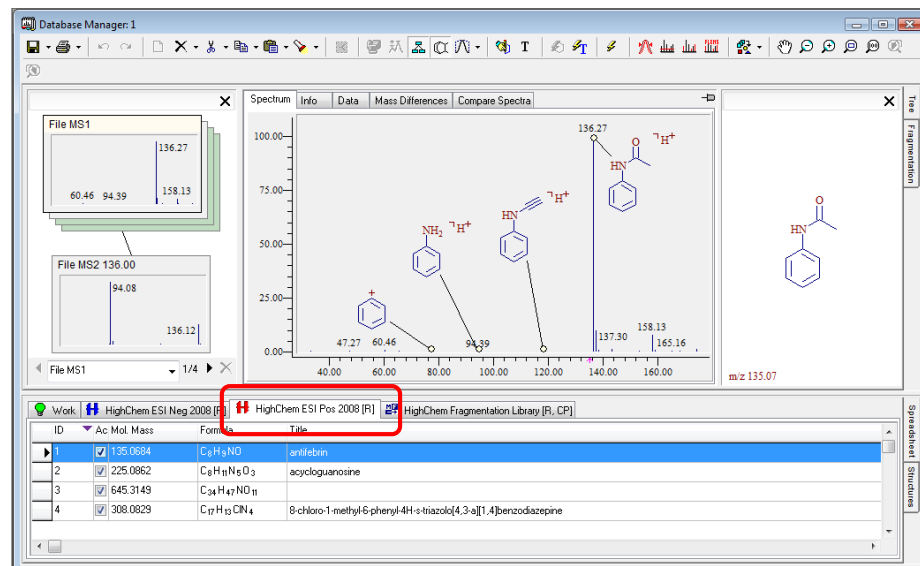 Database Manager: 1
T
Spectrum Info Data Mass Differences Compare Spectra
Tree
Fragmentation
File MS1
136.27
60.46 94.39 158.13
File MS2 136.00
94.08
136.12
File MS1 1/4
100.00
75.00
50.00
25.00
0.00
136.27
O
HN
H+
HN
H+
NH2
H+
+
47.27 60.46 94.39 137.30 158.13 165.16
40.00 60.00 80.00 100.00 120.00 140.00 160.00
O
HN
m/z 135.07
Work HighChem ESI Neg 2008 [R] HighChem ESI Pos 2008 [R] HighChem Fragmentation Library [R, CP]
Spreadsheet
Structures
ID Ac Mol. Mass Formula Title
1 135.0684 C8H9NO antifebrin
2 225.0862 C8H11N5O3 acycloguanosine
3 645.3149 C34H47NO11
4 308.0829 C17H13ClN4 8-chloro-1-methyl-6-phenyl-4H-s-triazolo[4,3-a][1,4]benzodiazepine